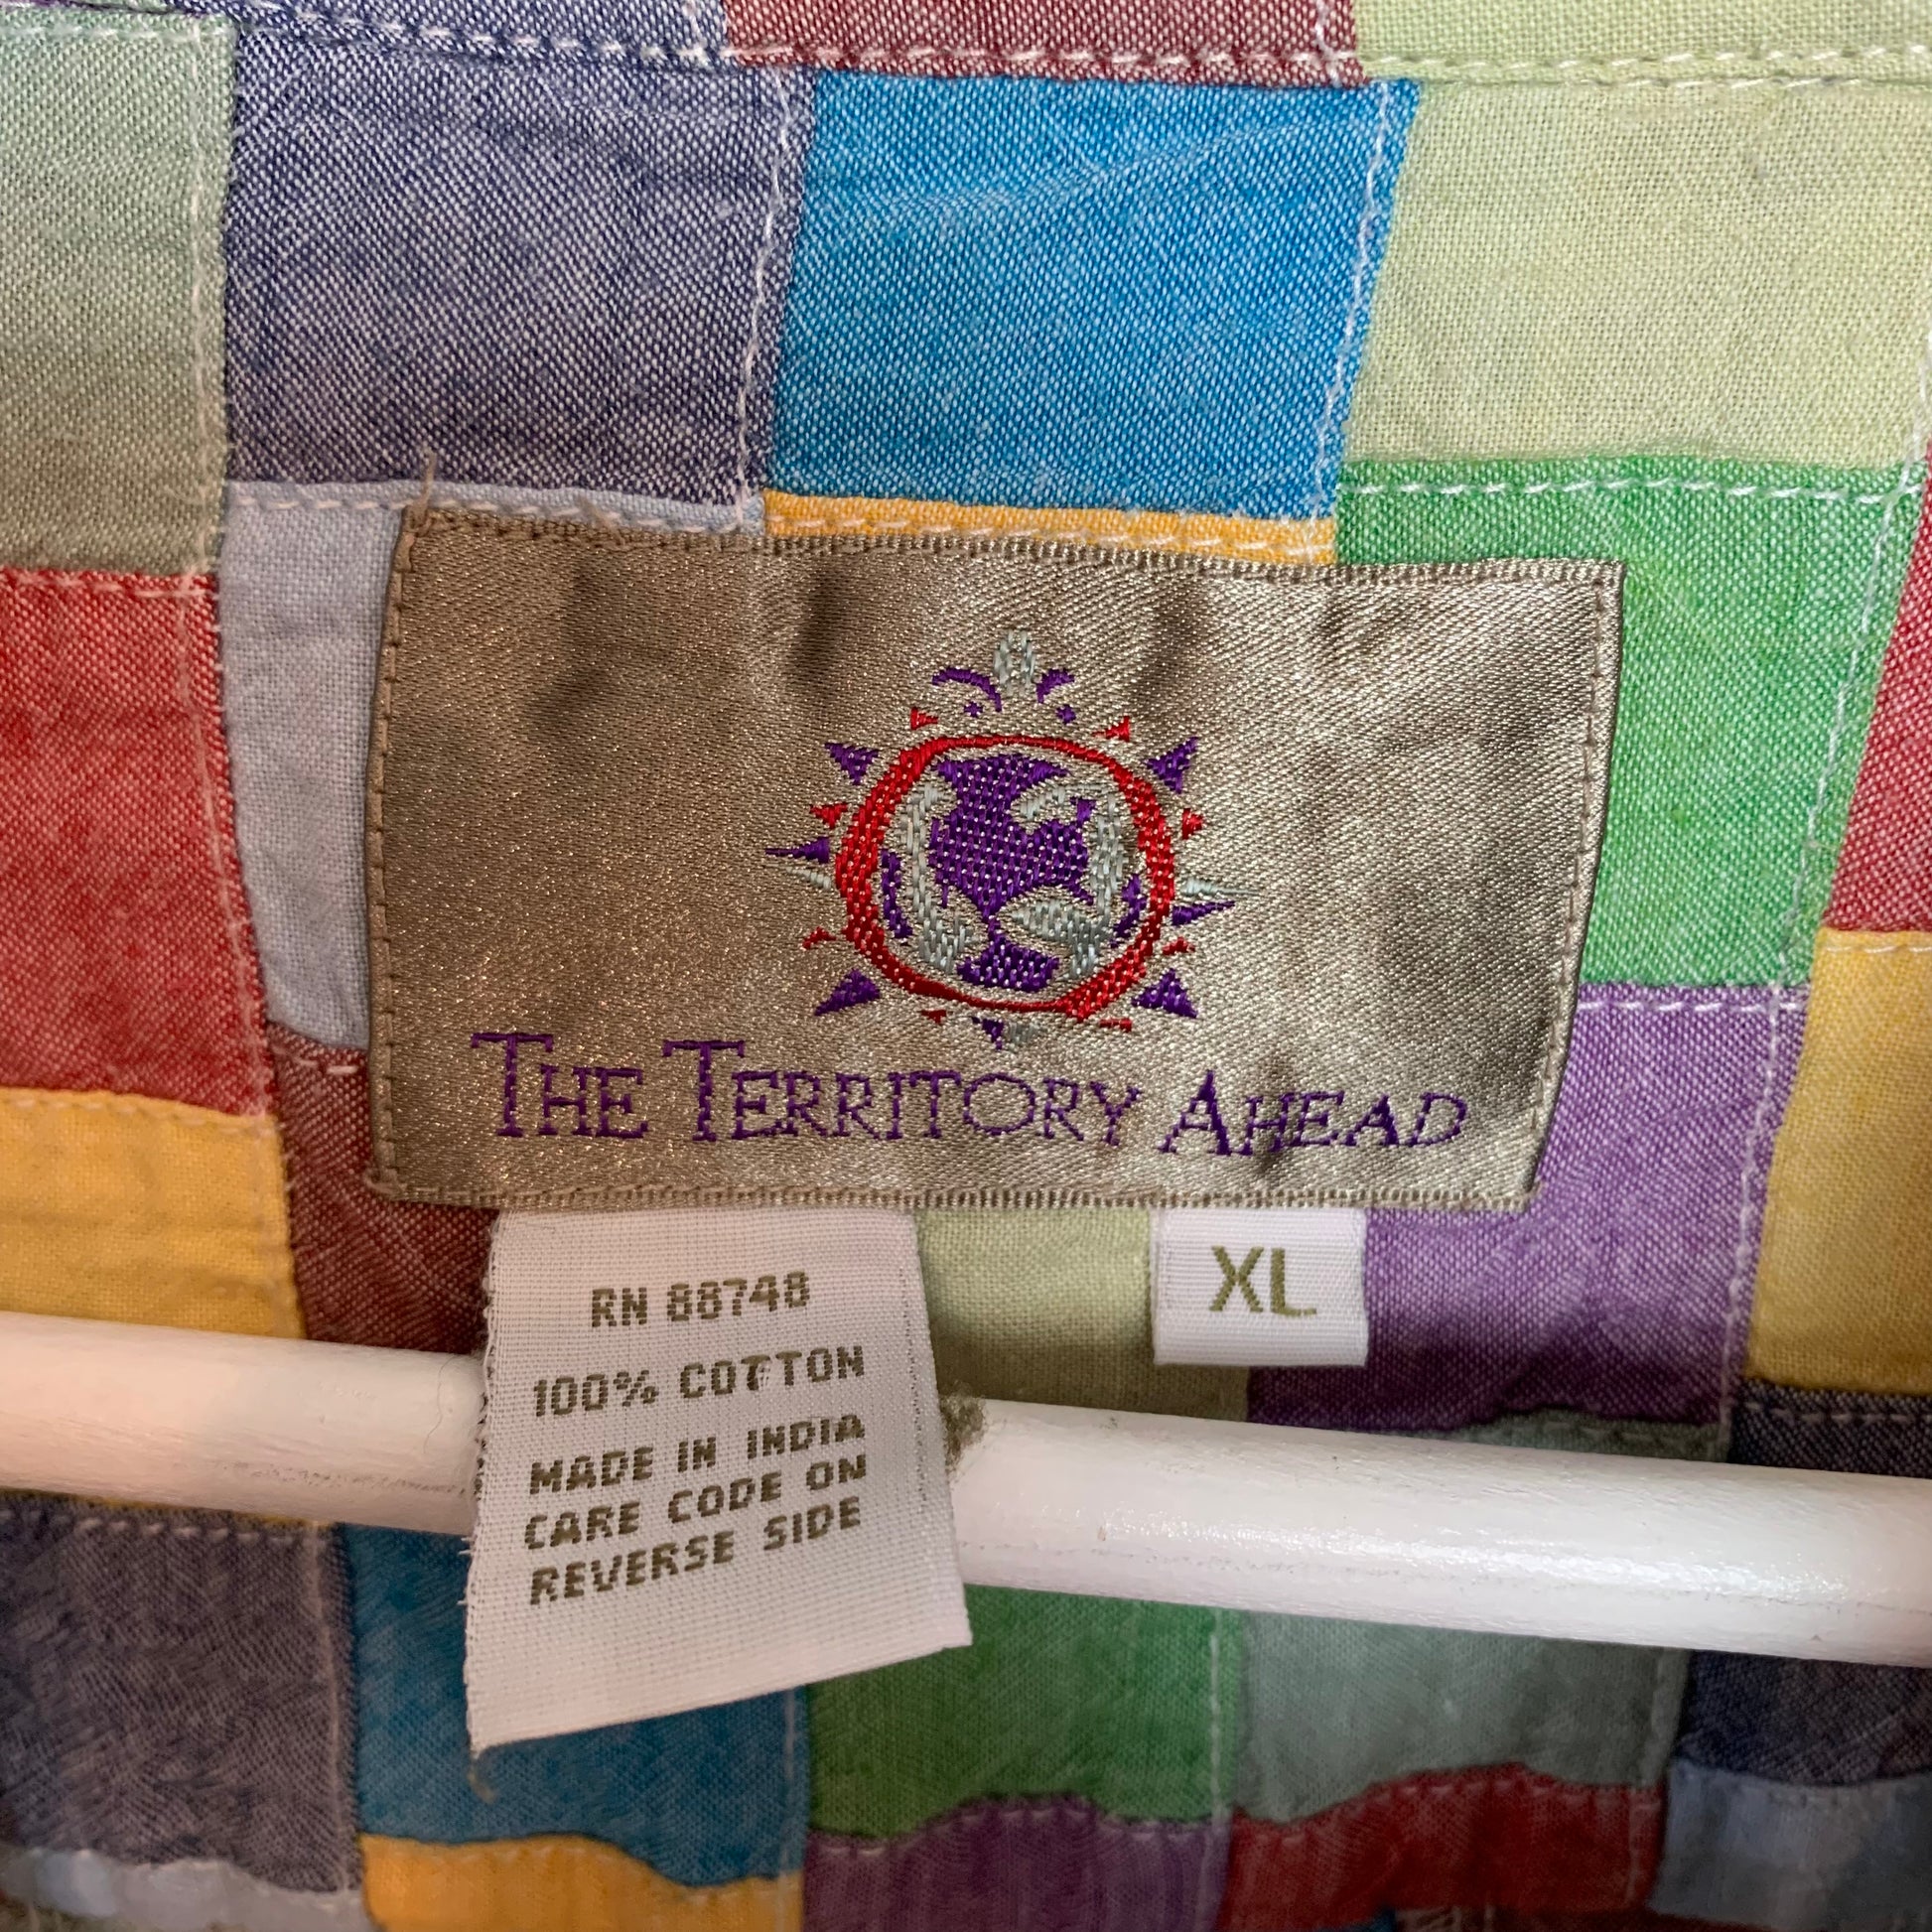 THE TERRITORY AHEAD
XL
RN 88748
100% COTTON
MADE IN INDIA
CARE CODE ON
REVERSE SIDE